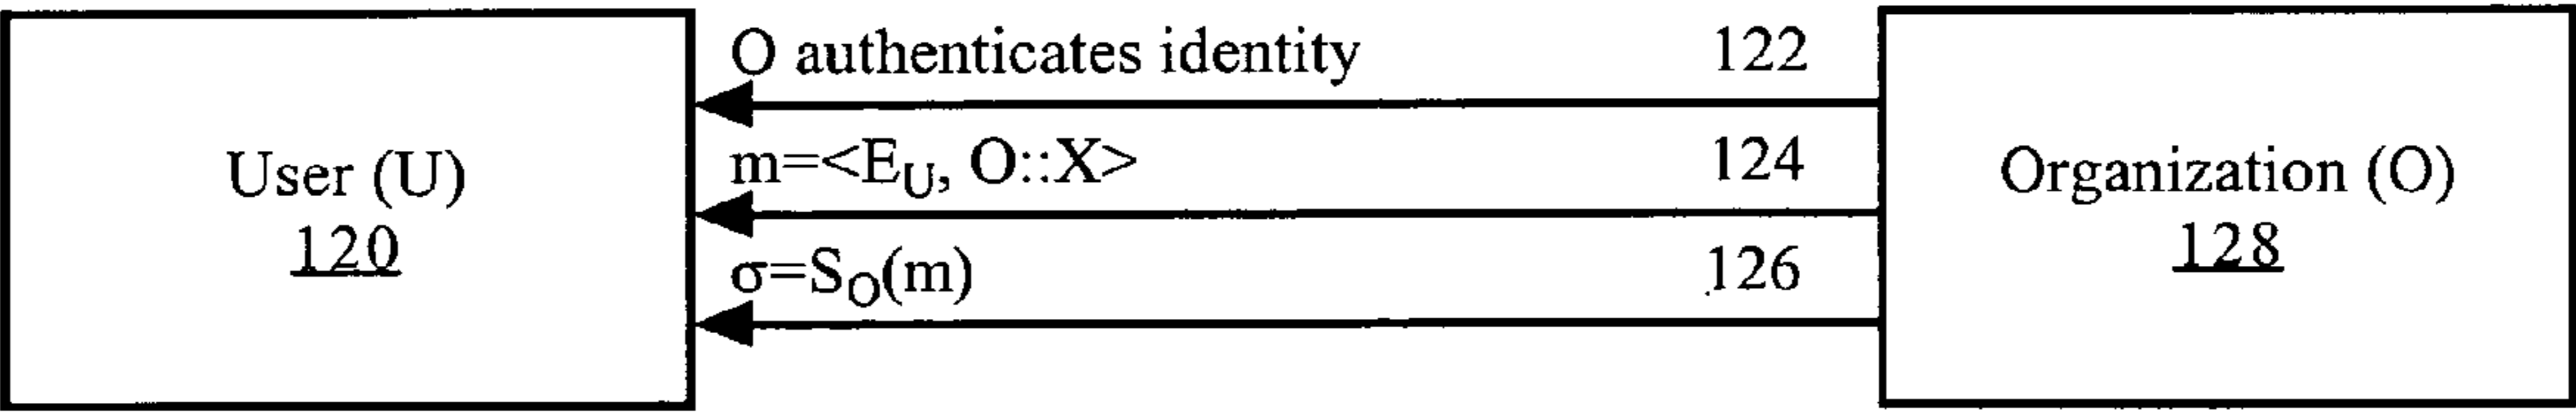 O authenticates identity 122
m=<E_U, O::X> 124
User (U)
120
Organization (O)
128
σ=S_O(m) 126